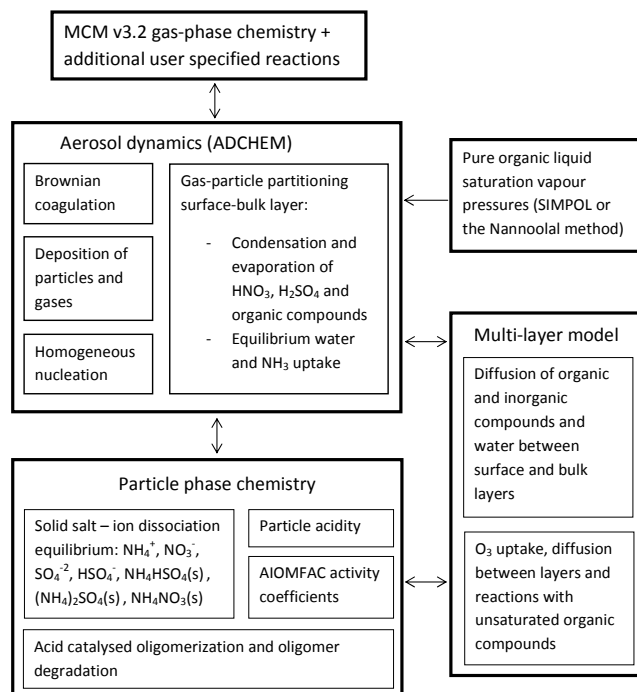 MCM v3.2 gas-phase chemistry +
additional user specified reactions
Aerosol dynamics (ADCHEM)
Brownian
coagulation
Deposition of
particles and
gases
Homogeneous
nucleation
Gas-particle partitioning
surface-bulk layer:
- Condensation and
evaporation of
HNO₃, H₂SO₄ and
organic compounds
- Equilibrium water
and NH₃ uptake
Pure organic liquid
saturation vapour
pressures (SIMPOL or
the Nannoolal method)
Multi-layer model
Diffusion of organic
and inorganic
compounds and
water between
surface and bulk
layers
O₃ uptake, diffusion
between layers and
reactions with
unsaturated organic
compounds
Particle phase chemistry
Solid salt – ion dissociation
equilibrium: NH₄⁺, NO₃⁻,
SO₄⁻², HSO₄⁻, NH₄HSO₄(s) ,
(NH₄)₂SO₄(s) , NH₄NO₃(s)
Particle acidity
AIOMFAC activity
coefficients
Acid catalysed oligomerization and oligomer
degradation